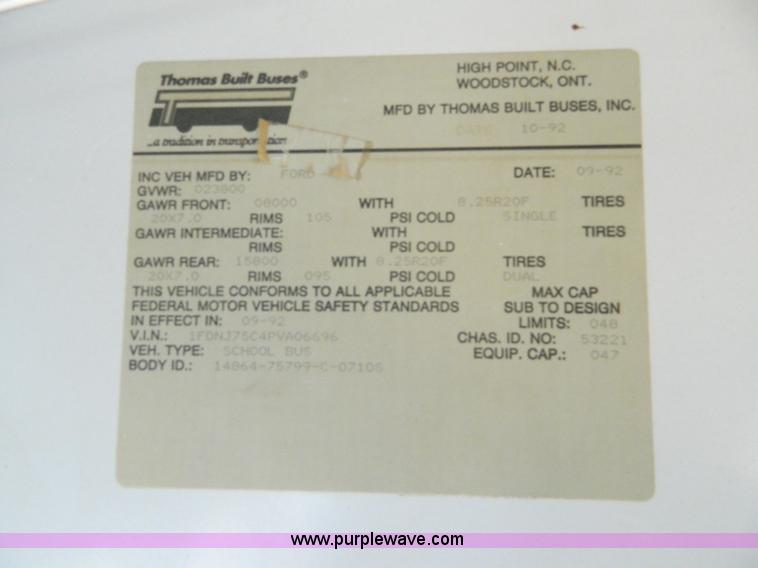 Thomas Built Buses®
...a tradition in transportation
HIGH POINT, N.C.
WOODSTOCK, ONT.
MFD BY THOMAS BUILT BUSES, INC.
DATE 10-92
INC VEH MFD BY: FORD DATE: 09-92
GVWR: 023800
GAWR FRONT: 08000 WITH 8.25R20F TIRES
20X7.0 RIMS 105 PSI COLD SINGLE
GAWR INTERMEDIATE: WITH TIRES
RIMS PSI COLD
GAWR REAR: 15800 WITH 8.25R20F TIRES
20X7.0 RIMS 095 PSI COLD DUAL
THIS VEHICLE CONFORMS TO ALL APPLICABLE MAX CAP
FEDERAL MOTOR VEHICLE SAFETY STANDARDS SUB TO DESIGN
IN EFFECT IN: 09-92 LIMITS: 048
V.I.N.: 1FDNJ75C4PVA06696 CHAS. ID. NO: 53221
VEH. TYPE: SCHOOL BUS EQUIP. CAP.: 047
BODY ID.: 14864-75799-C-0710S
www.purplewave.com